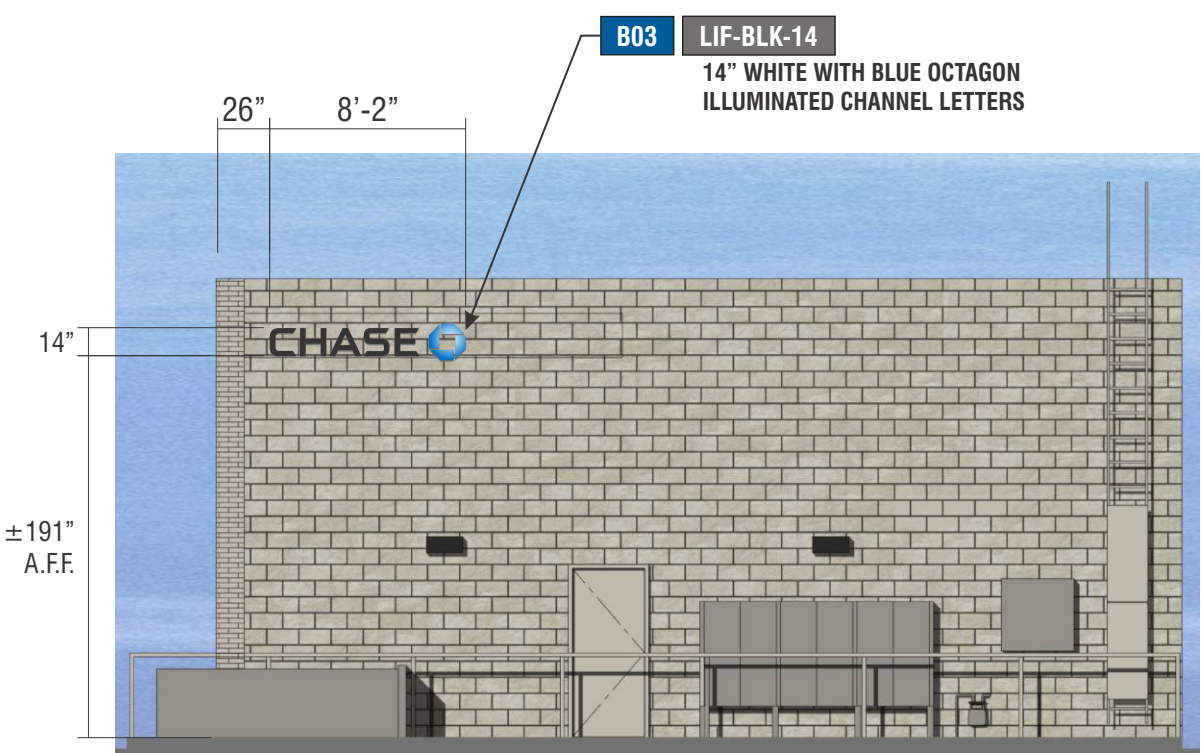 B03 LIF-BLK-14
14” WHITE WITH BLUE OCTAGON
ILLUMINATED CHANNEL LETTERS
26” 8’-2”
14”
CHASE
±191”
A.F.F.